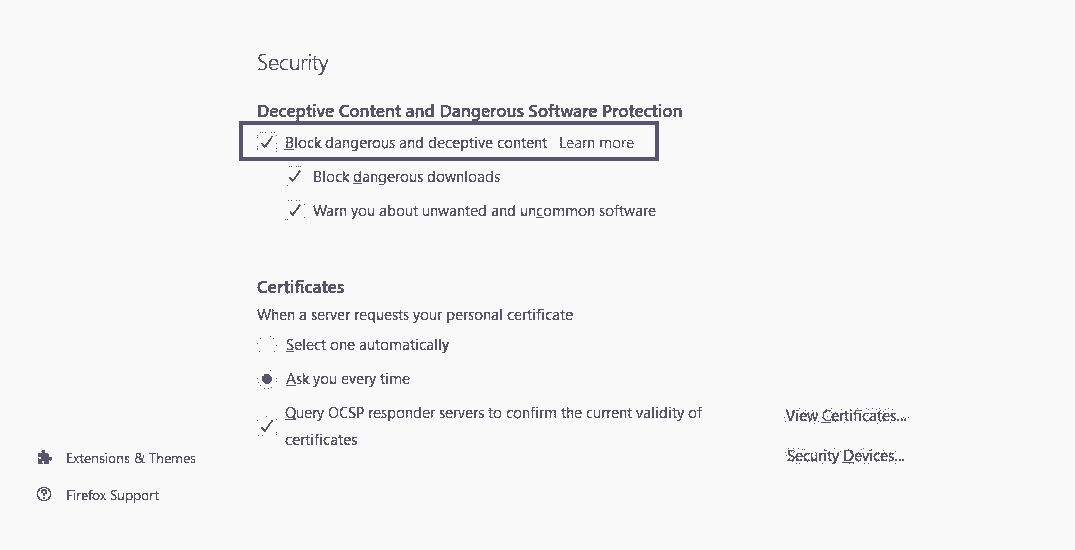 Security
Deceptive Content and Dangerous Software Protection
Block dangerous and deceptive content Learn more
Block dangerous downloads
Warn you about unwanted and uncommon software
Certificates
When a server requests your personal certificate
Select one automatically
Ask you every time
Query OCSP responder servers to confirm the current validity of
certificates
View Certificates...
Security Devices...
Extensions & Themes
Firefox Support